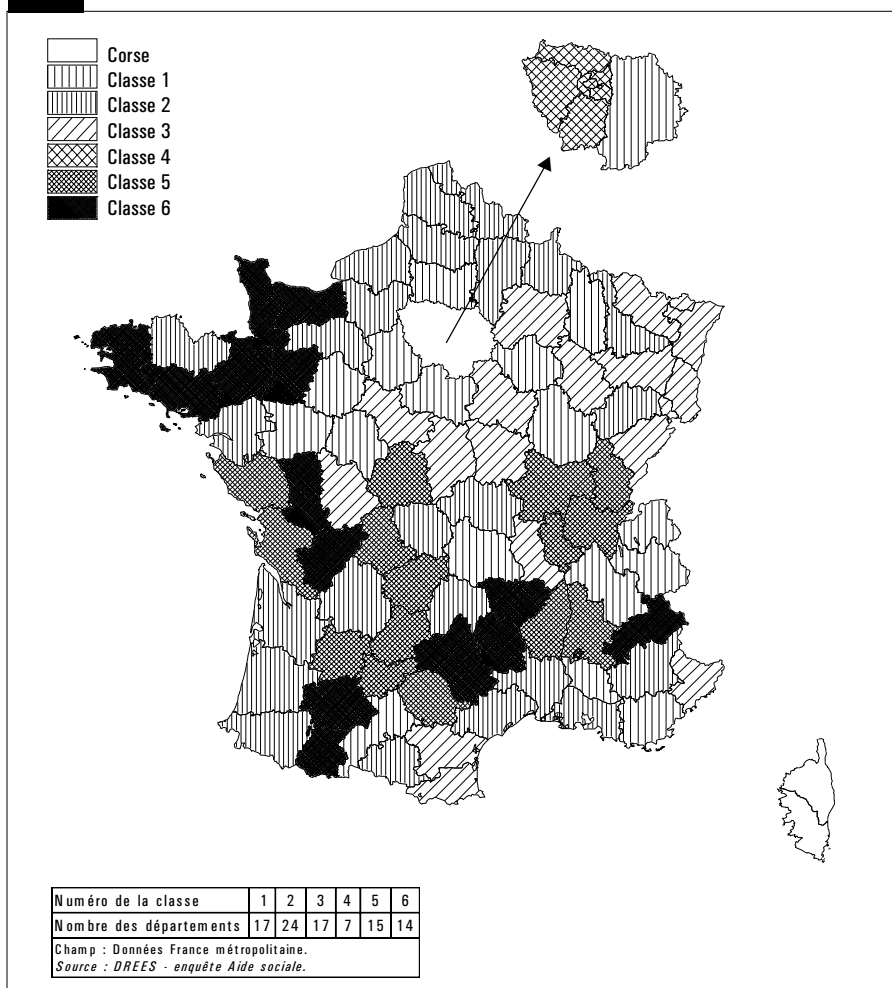 Corse
Classe 1
Classe 2
Classe 3
Classe 4
Classe 5
Classe 6
Numéro de la classe 1 2 3 4 5 6
Nombre des départements 17 24 17 7 15 14
Champ : Données France métropolitaine.
Source : DREES - enquête Aide sociale.